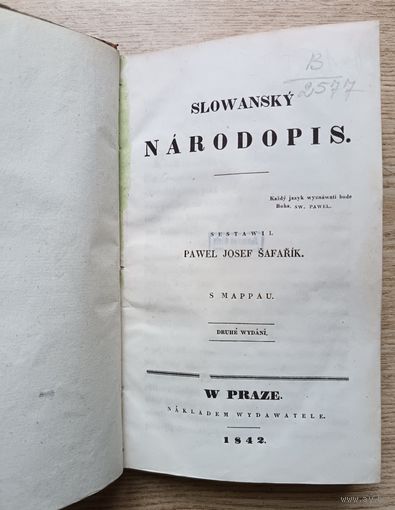 B
2577
SLOWANSKÝ
NÁRODOPIS.
Každý jazyk wyznáwati bude
Boha. SW. PAWEL.
SESTAWIL
PAWEL JOSEF ŠAFAŘÍK.
S MAPPAU.
DRUHÉ WYDÁNÍ.
W PRAZE.
NÁKLADEM WYDAWATELE.
1842.